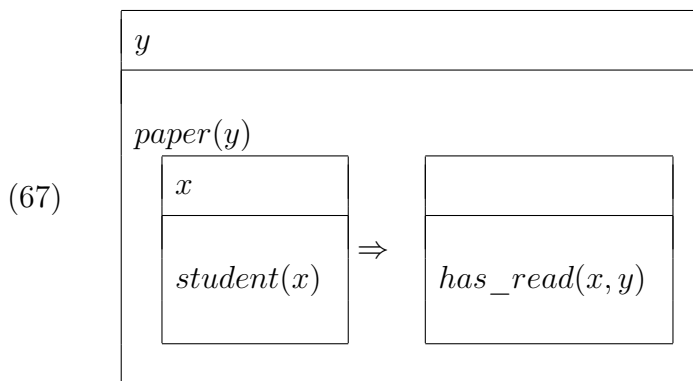 y
paper(y)
x
(67)
⇒
student(x) has_read(x, y)